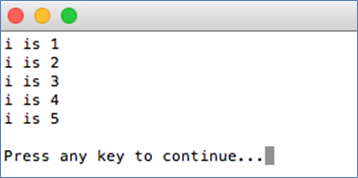 i is 1
i is 2
i is 3
i is 4
i is 5
Press any key to continue...